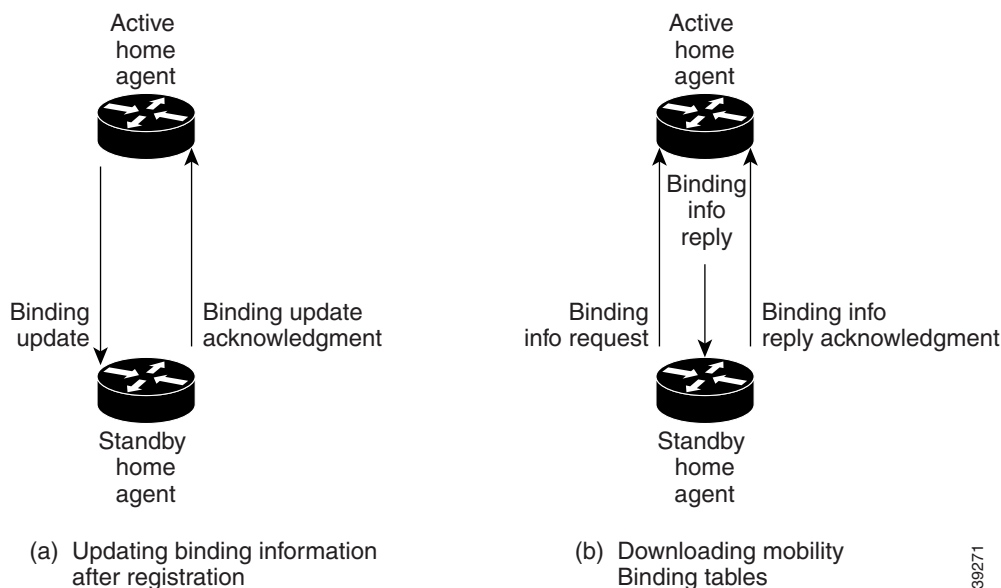 Active
home
agent
Binding
update
Binding update
acknowledgment
Standby
home
agent
(a) Updating binding information
after registration
Active
home
agent
Binding
info
reply
Binding
info request
Binding info
reply acknowledgment
Standby
home
agent
(b) Downloading mobility
Binding tables
39271